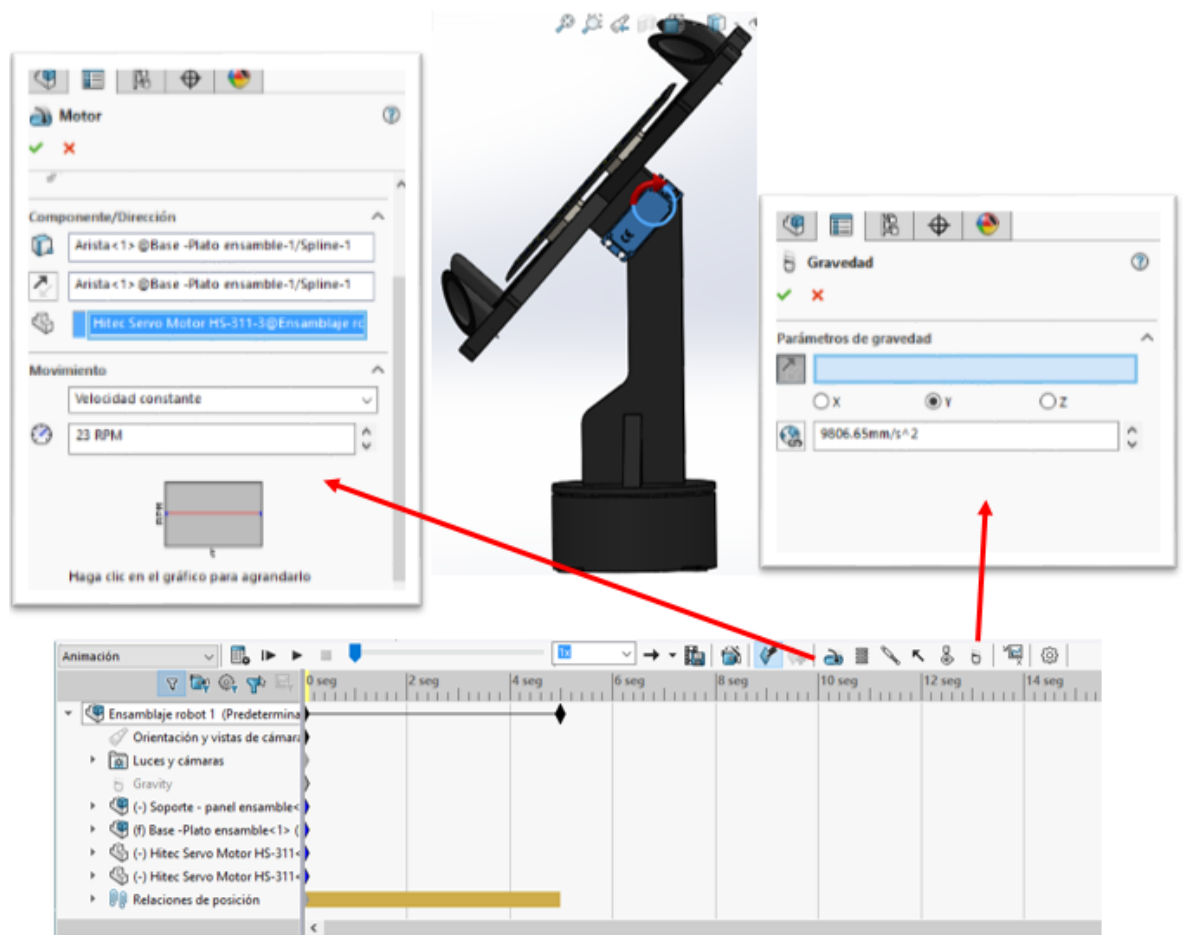 Motor
Componente/Dirección
Arista<1>@Base -Plato ensamble-1/Spline-1
Arista<1>@Base -Plato ensamble-1/Spline-1
Hitec Servo Motor HS-311-3@Ensamblaje ro
Movimiento
Velocidad constante
23 RPM
RPM
t
Haga clic en el gráfico para agrandarlo
Gravedad
Parámetros de gravedad
X Y Z
9806.65mm/s^2
Animación
1x
0 seg 2 seg 4 seg 6 seg 8 seg 10 seg 12 seg 14 seg
Ensamblaje robot 1 (Predetermina
Orientación y vistas de cámara
Luces y cámaras
Gravity
(-) Soporte - panel ensamble<
(f) Base -Plato ensamble<1> (
(-) Hitec Servo Motor HS-311<
(-) Hitec Servo Motor HS-311<
Relaciones de posición